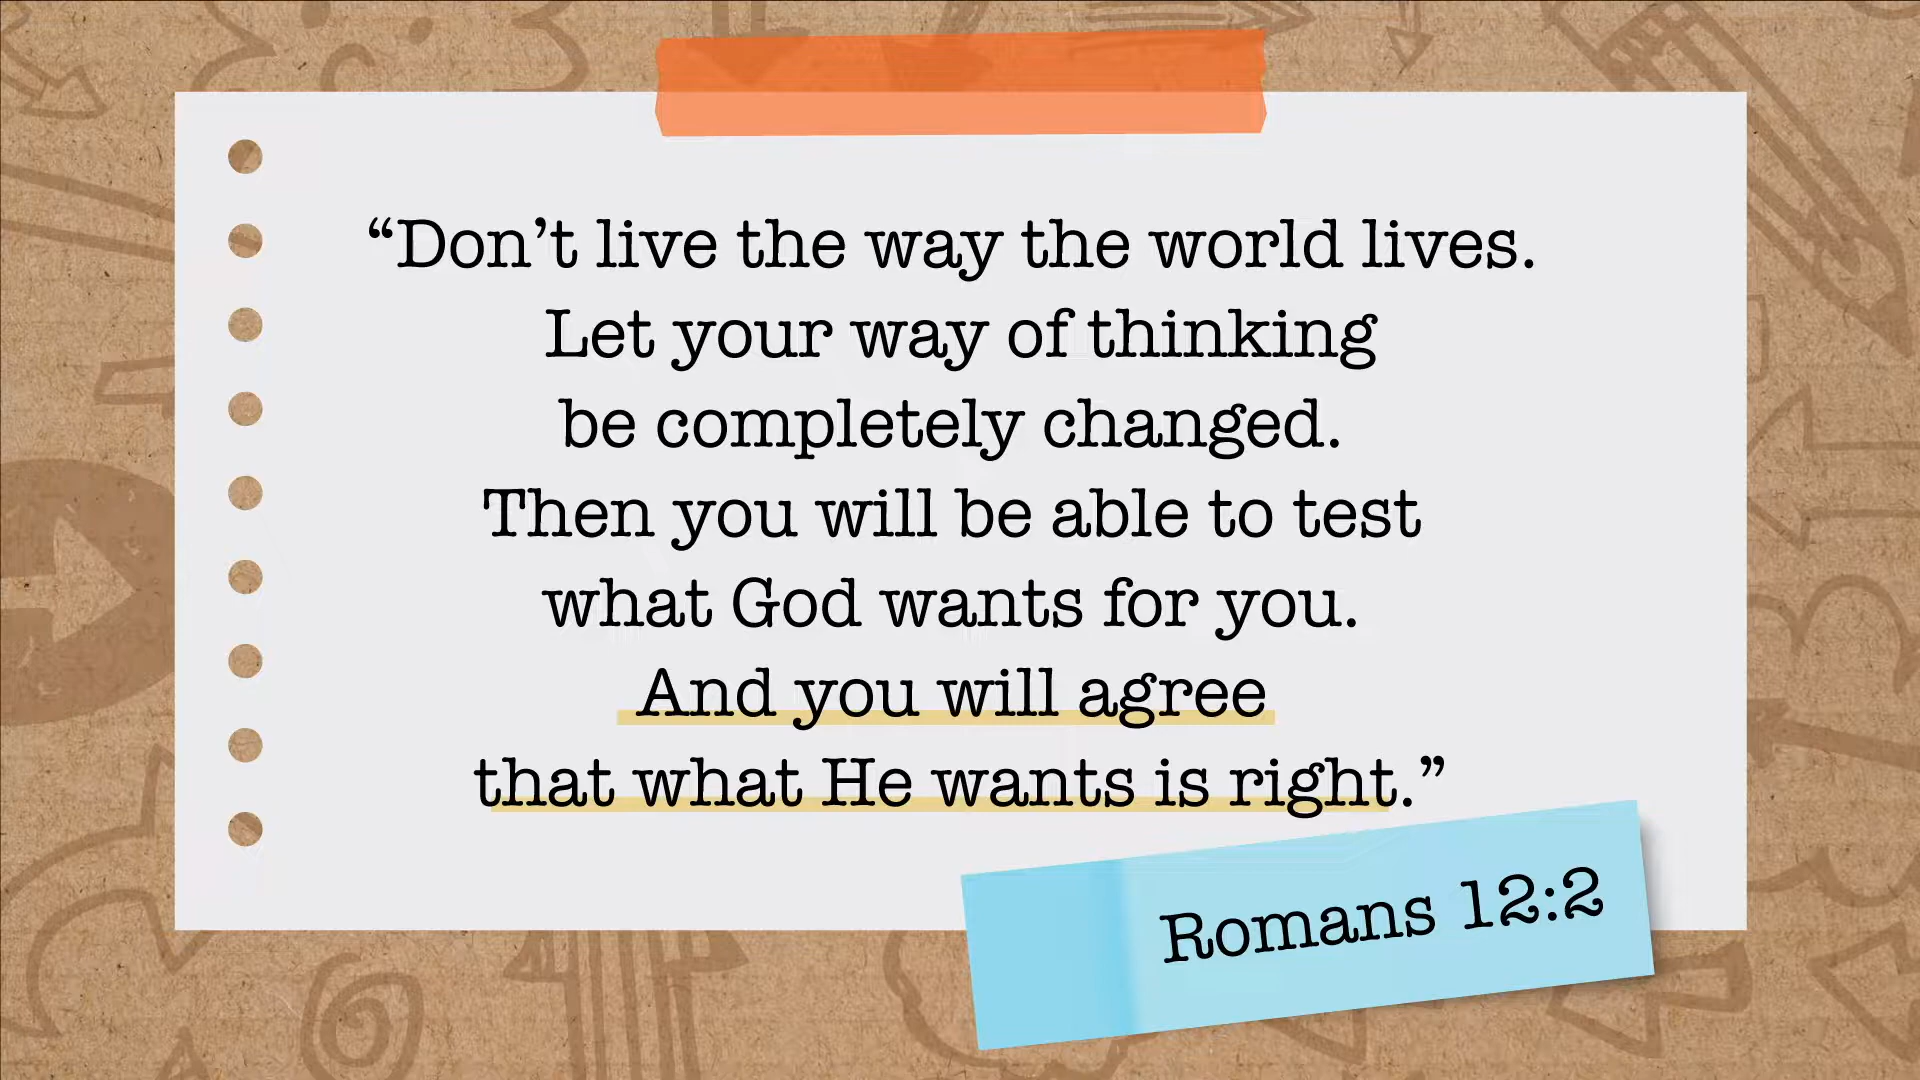 “Don’t live the way the world lives.
Let your way of thinking
be completely changed.
Then you will be able to test
what God wants for you.
And you will agree
that what He wants is right.”
Romans 12:2